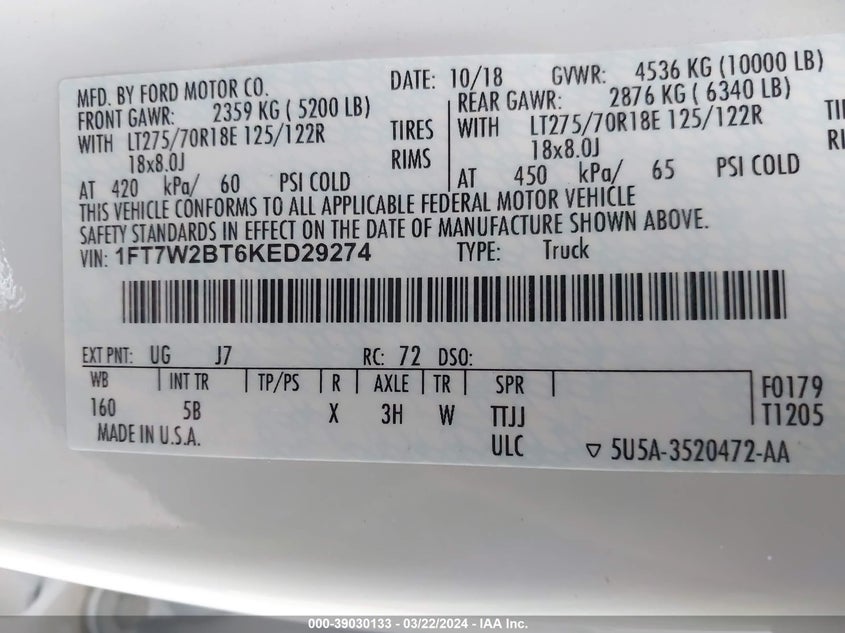 MFD. BY FORD MOTOR CO. DATE: 10/18 GVWR: 4536 KG (10000 LB)
FRONT GAWR: 2359 KG ( 5200 LB) REAR GAWR: 2876 KG ( 6340 LB)
WITH LT275/70R18E 125/122R TIRES WITH LT275/70R18E 125/122R
18x8.0J RIMS 18x8.0J
AT 420 kPa/ 60 PSI COLD AT 450 kPa/ 65 PSI COLD
THIS VEHICLE CONFORMS TO ALL APPLICABLE FEDERAL MOTOR VEHICLE
SAFETY STANDARDS IN EFFECT ON THE DATE OF MANUFACTURE SHOWN ABOVE.
VIN: 1FT7W2BT6KED29274 TYPE: Truck
EXT PNT: UG J7 RC: 72 DSO:
WB INT TR TP/PS R AXLE TR SPR F0179
160 5B X 3H W TTJJ T1205
MADE IN U.S.A. ULC 5U5A-3520472-AA
000-39030133 - 03/22/2024 - IAA Inc.